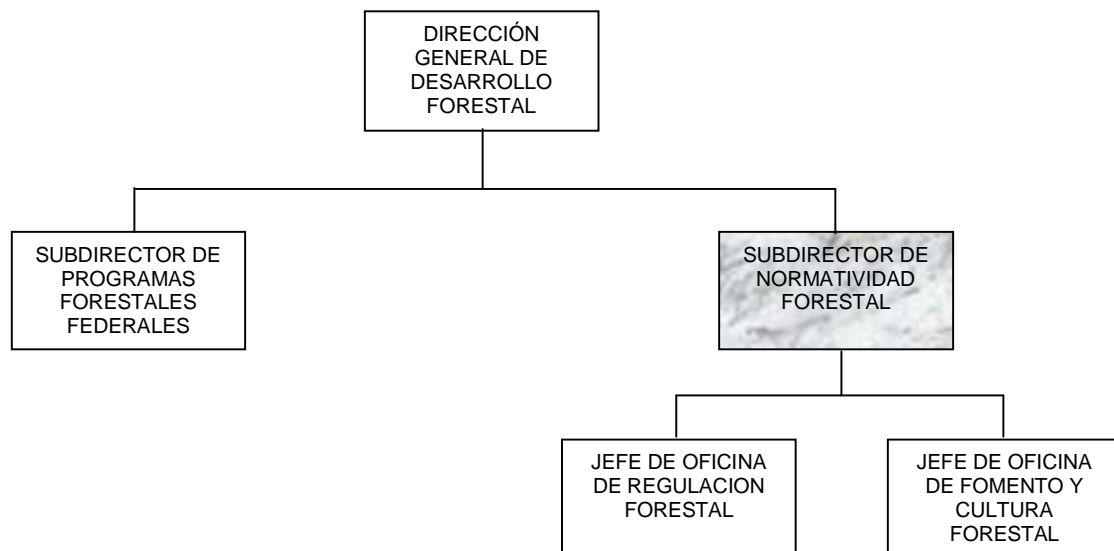 DIRECCIÓN
GENERAL DE
DESARROLLO
FORESTAL
SUBDIRECTOR DE
PROGRAMAS
FORESTALES
FEDERALES
SUBDIRECTOR DE
NORMATIVIDAD
FORESTAL
JEFE DE OFICINA
DE REGULACION
FORESTAL
JEFE DE OFICINA
DE FOMENTO Y
CULTURA
FORESTAL